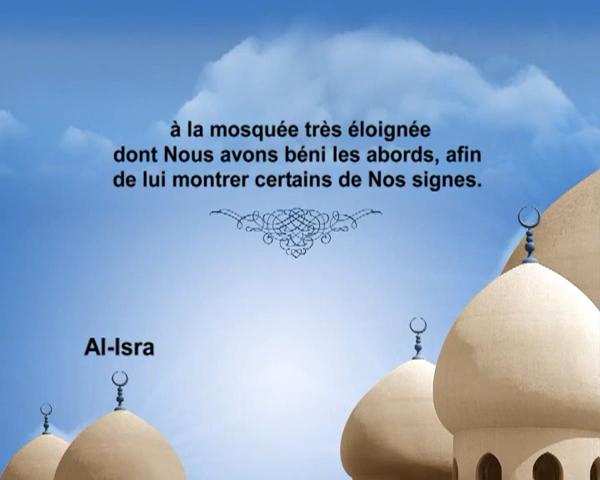 à la mosquée très éloignée
dont Nous avons béni les abords, afin
de lui montrer certains de Nos signes.
Al-Isra